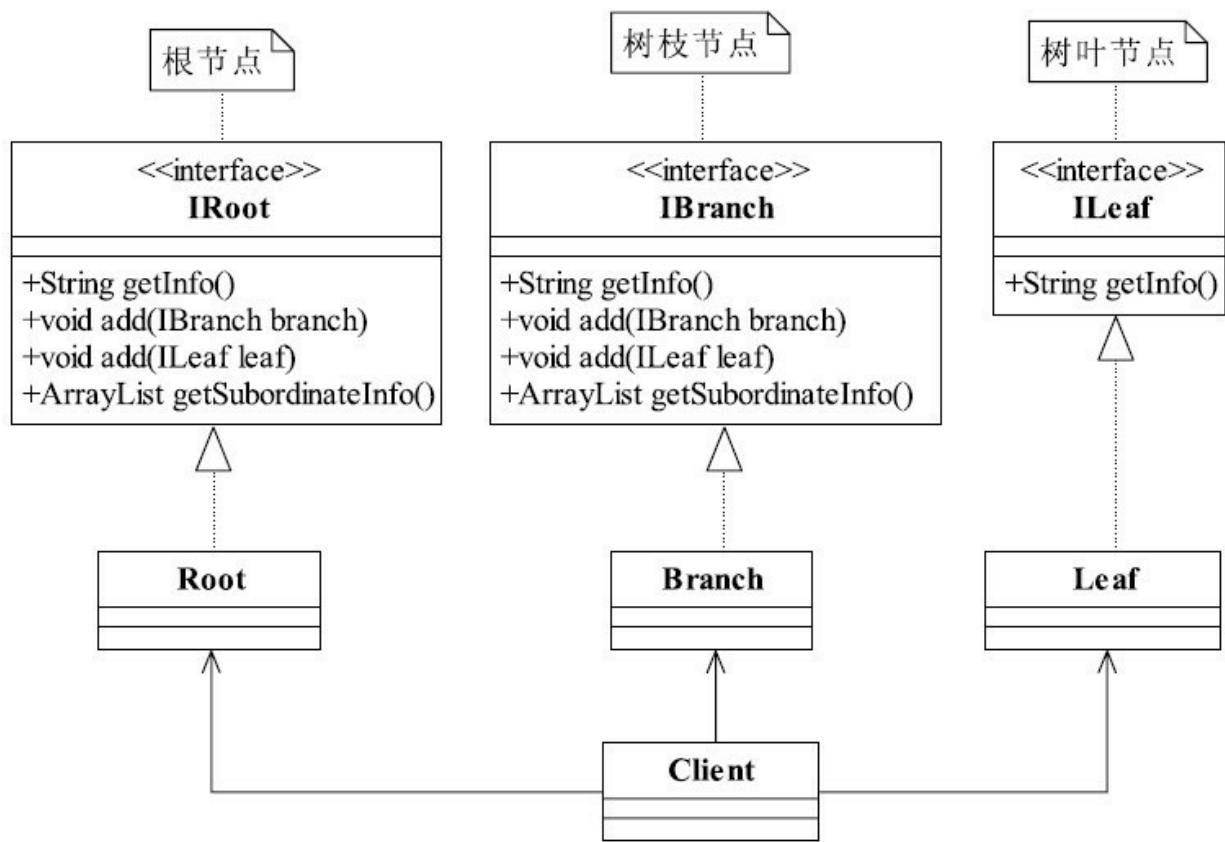 根节点
树枝节点
树叶节点
<<interface>>
IRoot
+String getInfo()
+void add(IBranch branch)
+void add(ILeaf leaf)
+ArrayList getSubordinateInfo()
<<interface>>
IBranch
+String getInfo()
+void add(IBranch branch)
+void add(ILeaf leaf)
+ArrayList getSubordinateInfo()
<<interface>>
ILeaf
+String getInfo()
Root
Branch
Leaf
Client